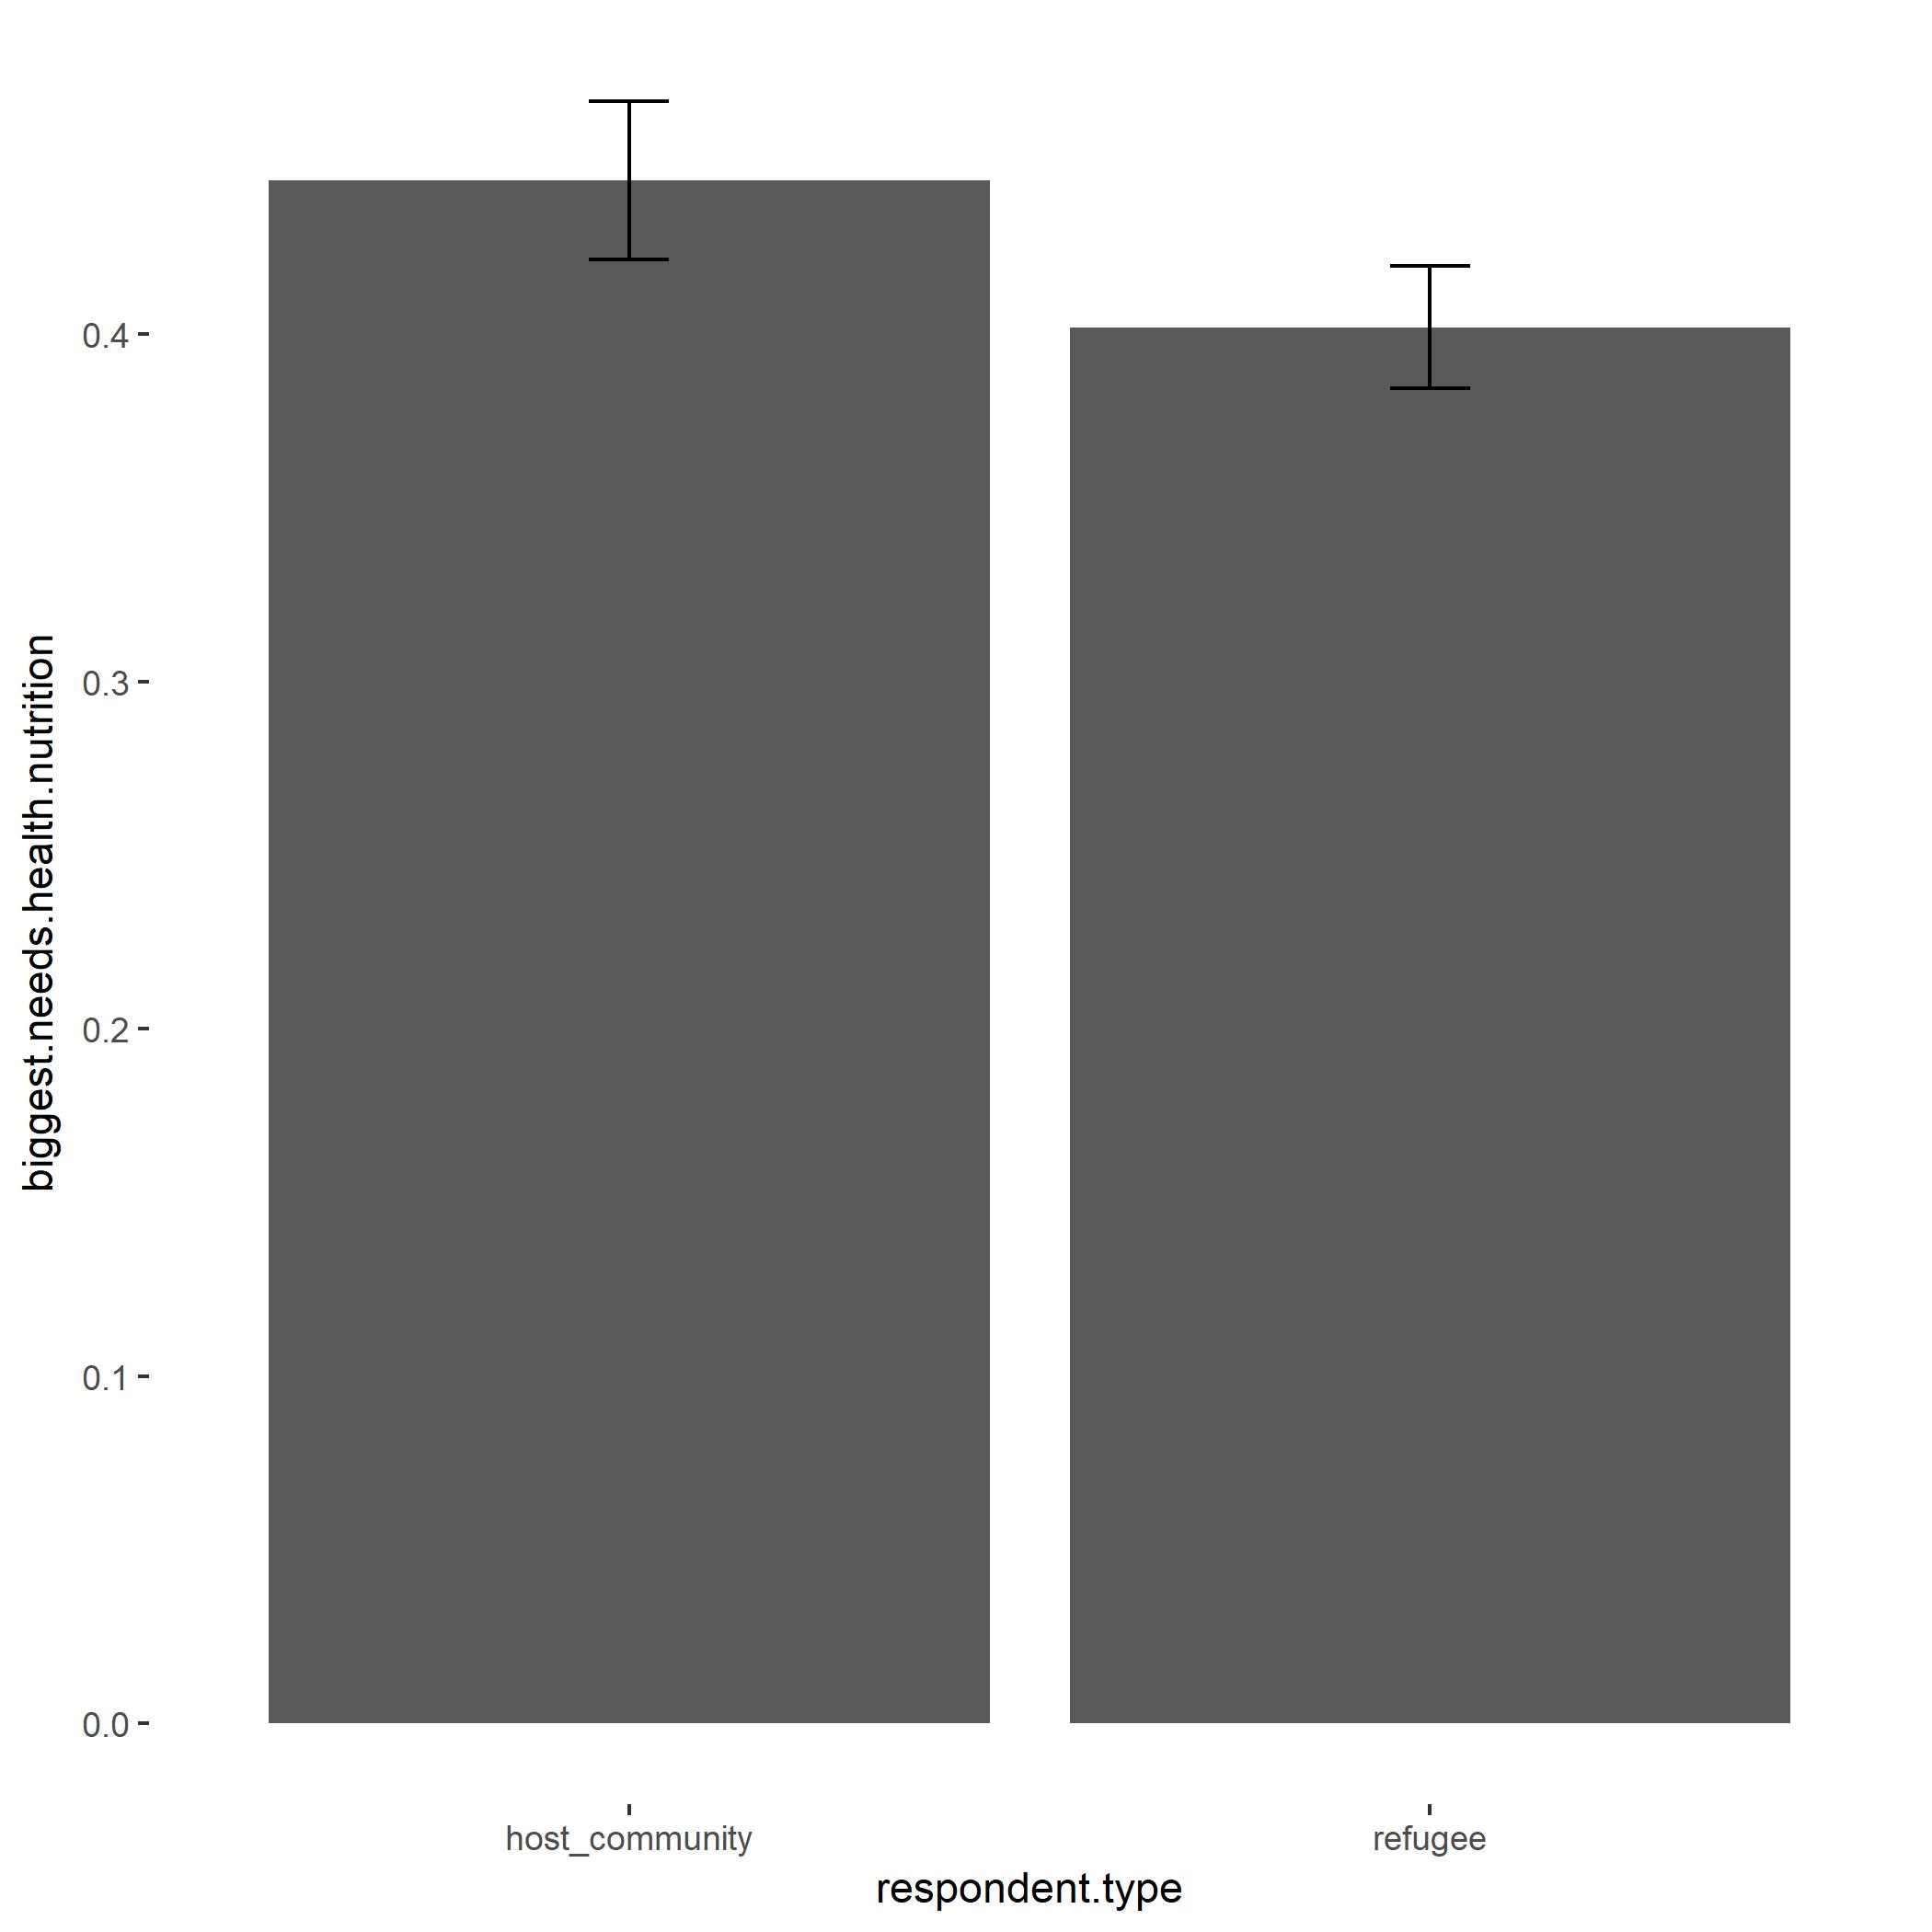 biggest.needs.health.nutrition
0.4
0.3
0.2
0.1
0.0
host_community
refugee
respondent.type